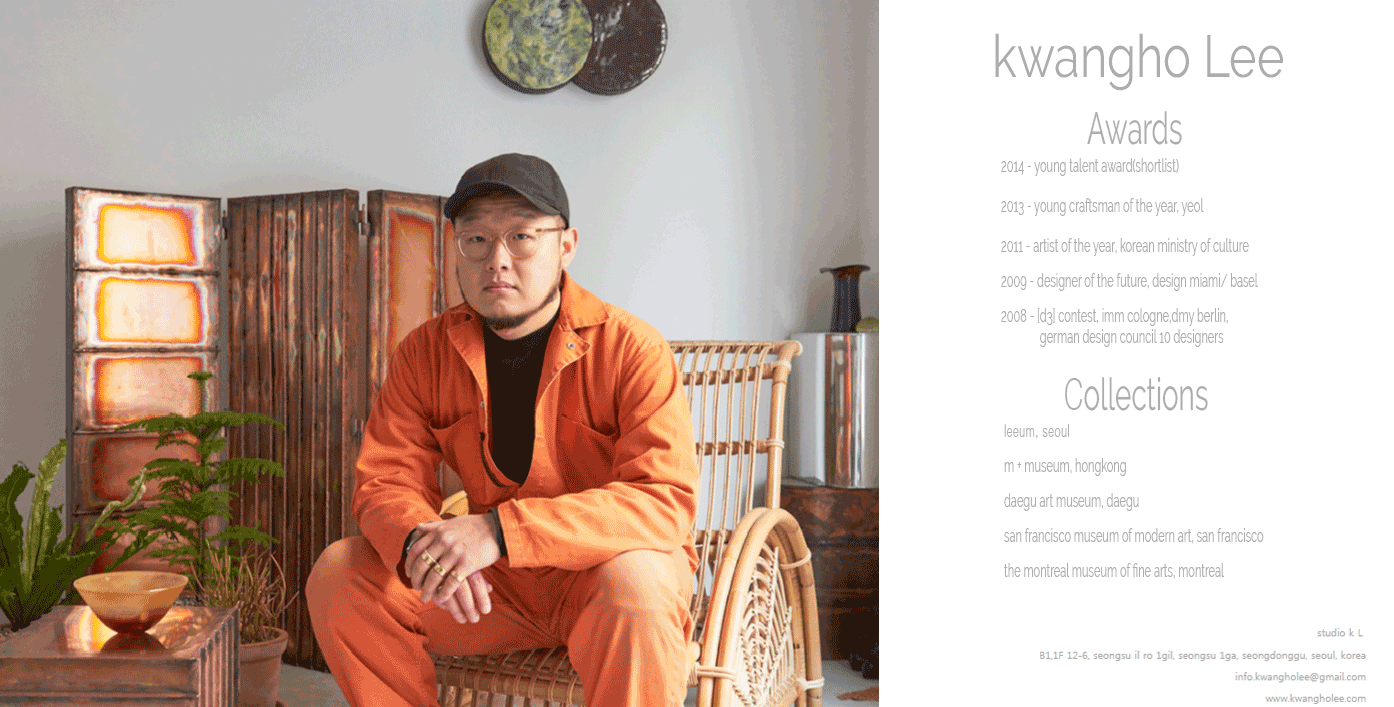 kwangho Lee
Awards
2014 - young talent award(shortlist)
2013 - young craftsman of the year, yeol
2011 - artist of the year, korean ministry of culture
2009 - designer of the future, design miami/ basel
2008 - [d3] contest, imm cologne,dmy berlin,
german design council 10 designers
Collections
leeum, seoul
m + museum, hongkong
daegu art museum, daegu
san francisco museum of modern art, san francisco
the montreal museum of fine arts, montreal
studio k L
B1,1F 12-6, seongsu il ro 1gil, seongsu 1ga, seongdonggu, seoul, korea
info.kwangholee@gmail.com
www.kwangholee.com